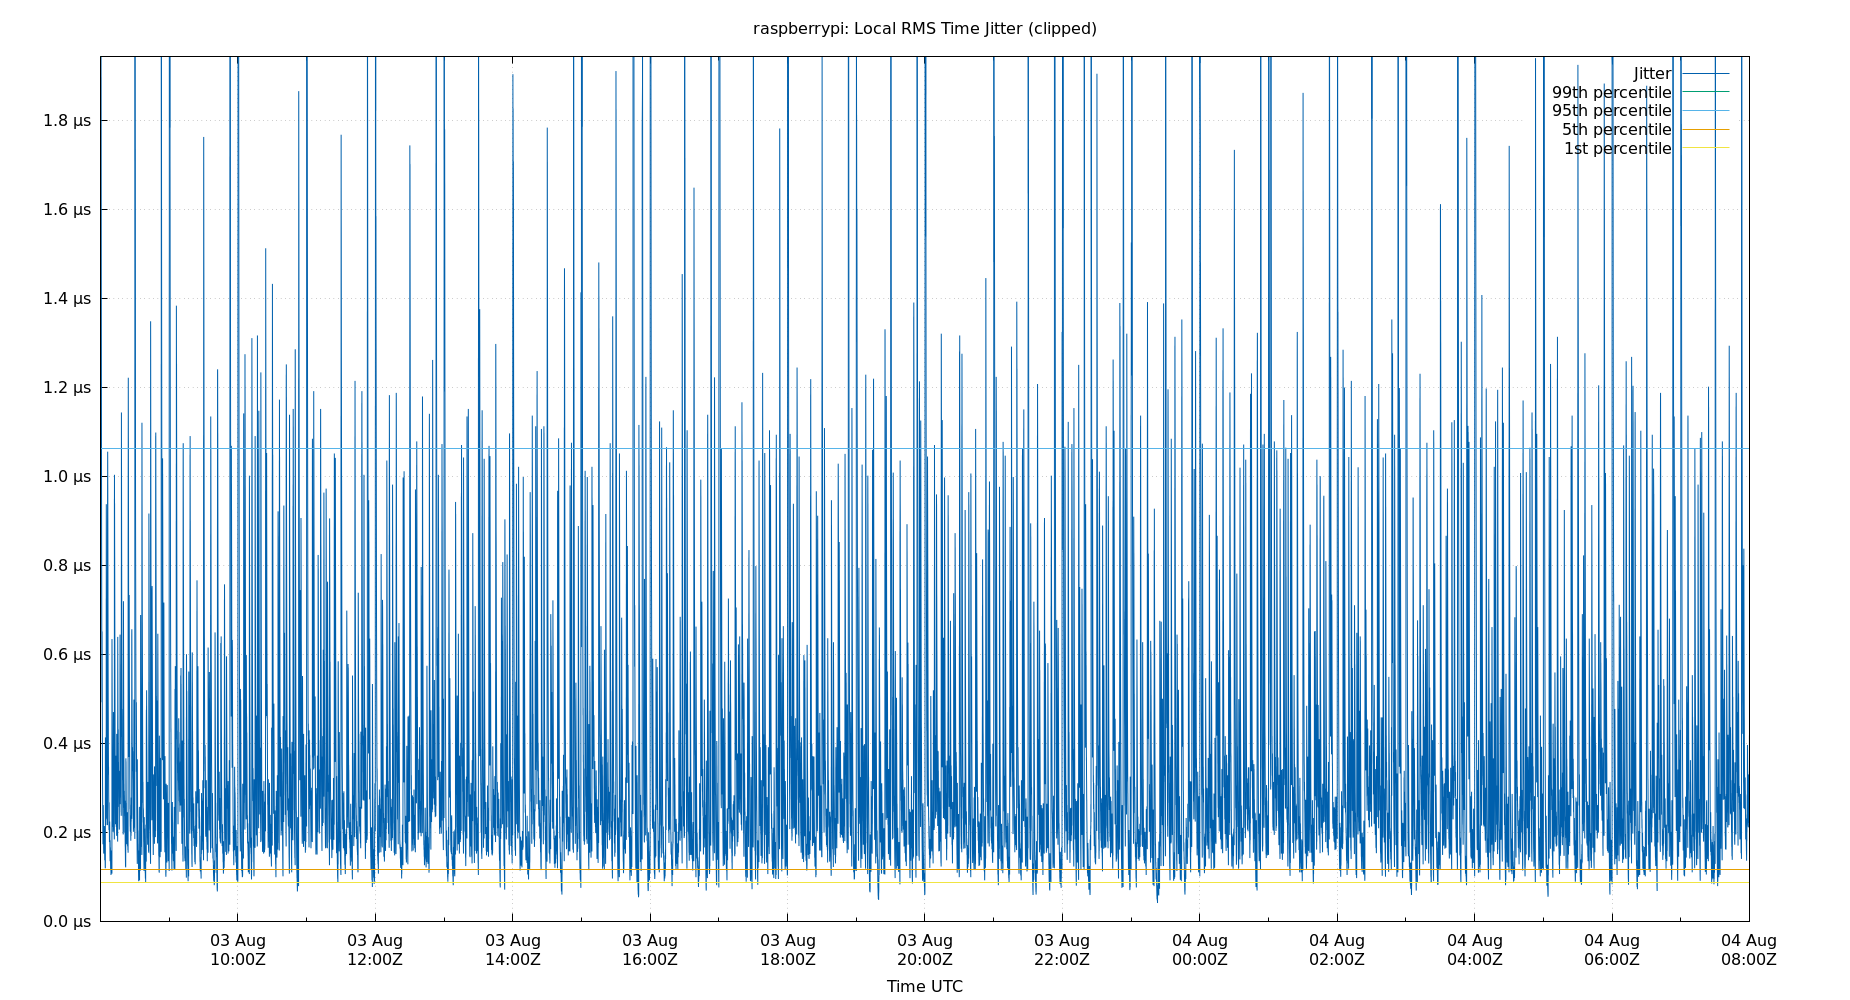 raspberrypi: Local RMS Time Jitter (clipped)
Jitter
99th percentile
95th percentile
5th percentile
1st percentile
1.8 µs
1.6 µs
1.4 µs
1.2 µs
1.0 µs
0.8 µs
0.6 µs
0.4 µs
0.2 µs
0.0 µs
03 Aug 03 Aug 03 Aug 03 Aug 03 Aug 03 Aug 03 Aug 04 Aug 04 Aug 04 Aug 04 Aug 04 Aug
10:00Z 12:00Z 14:00Z 16:00Z 18:00Z 20:00Z 22:00Z 00:00Z 02:00Z 04:00Z 06:00Z 08:00Z
Time UTC